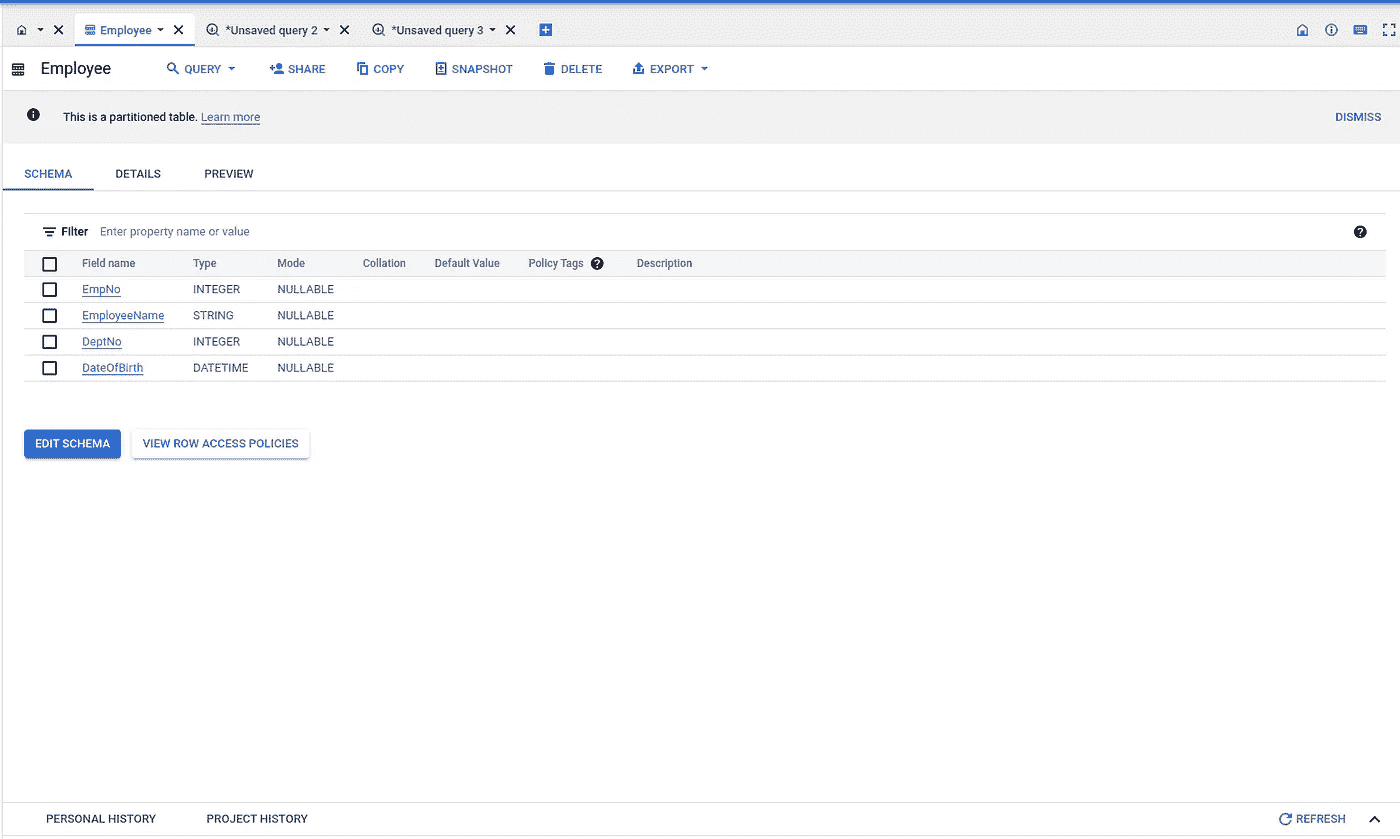 Employee *Unsaved query 2 *Unsaved query 3
Employee QUERY SHARE COPY SNAPSHOT DELETE EXPORT
This is a partitioned table. Learn more DISMISS
SCHEMA DETAILS PREVIEW
Filter Enter property name or value
Field name Type Mode Collation Default Value Policy Tags Description
EmpNo INTEGER NULLABLE
EmployeeName STRING NULLABLE
DeptNo INTEGER NULLABLE
DateOfBirth DATETIME NULLABLE
EDIT SCHEMA VIEW ROW ACCESS POLICIES
PERSONAL HISTORY PROJECT HISTORY REFRESH